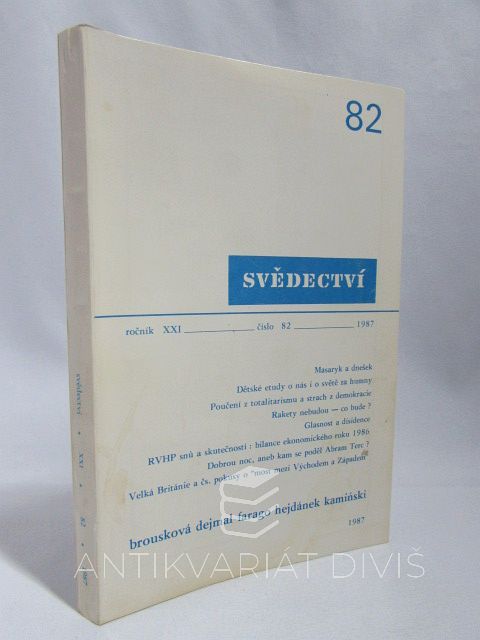 82
SVĚDECTVÍ
ročník XXI číslo 82 1987
Masaryk a dnešek
Dětské etudy o nás i o světě za humny
Poučení z totalitarismu a strach z demokracie
Rakety nebudou — co bude ?
Glasnost a disidence
RVHP snů a skutečnosti : bilance ekonomického roku 1986
Dobrou noc, aneb kam se poděl Abram Terc ?
Velká Británie a čs. pokusy o "most mezi Východem a Západem"
brousková dejmal farago hejdánek kamiński
1987
svědectví • XXI • 82 • 1987
ANTIKVARIÁT DIVIŠ